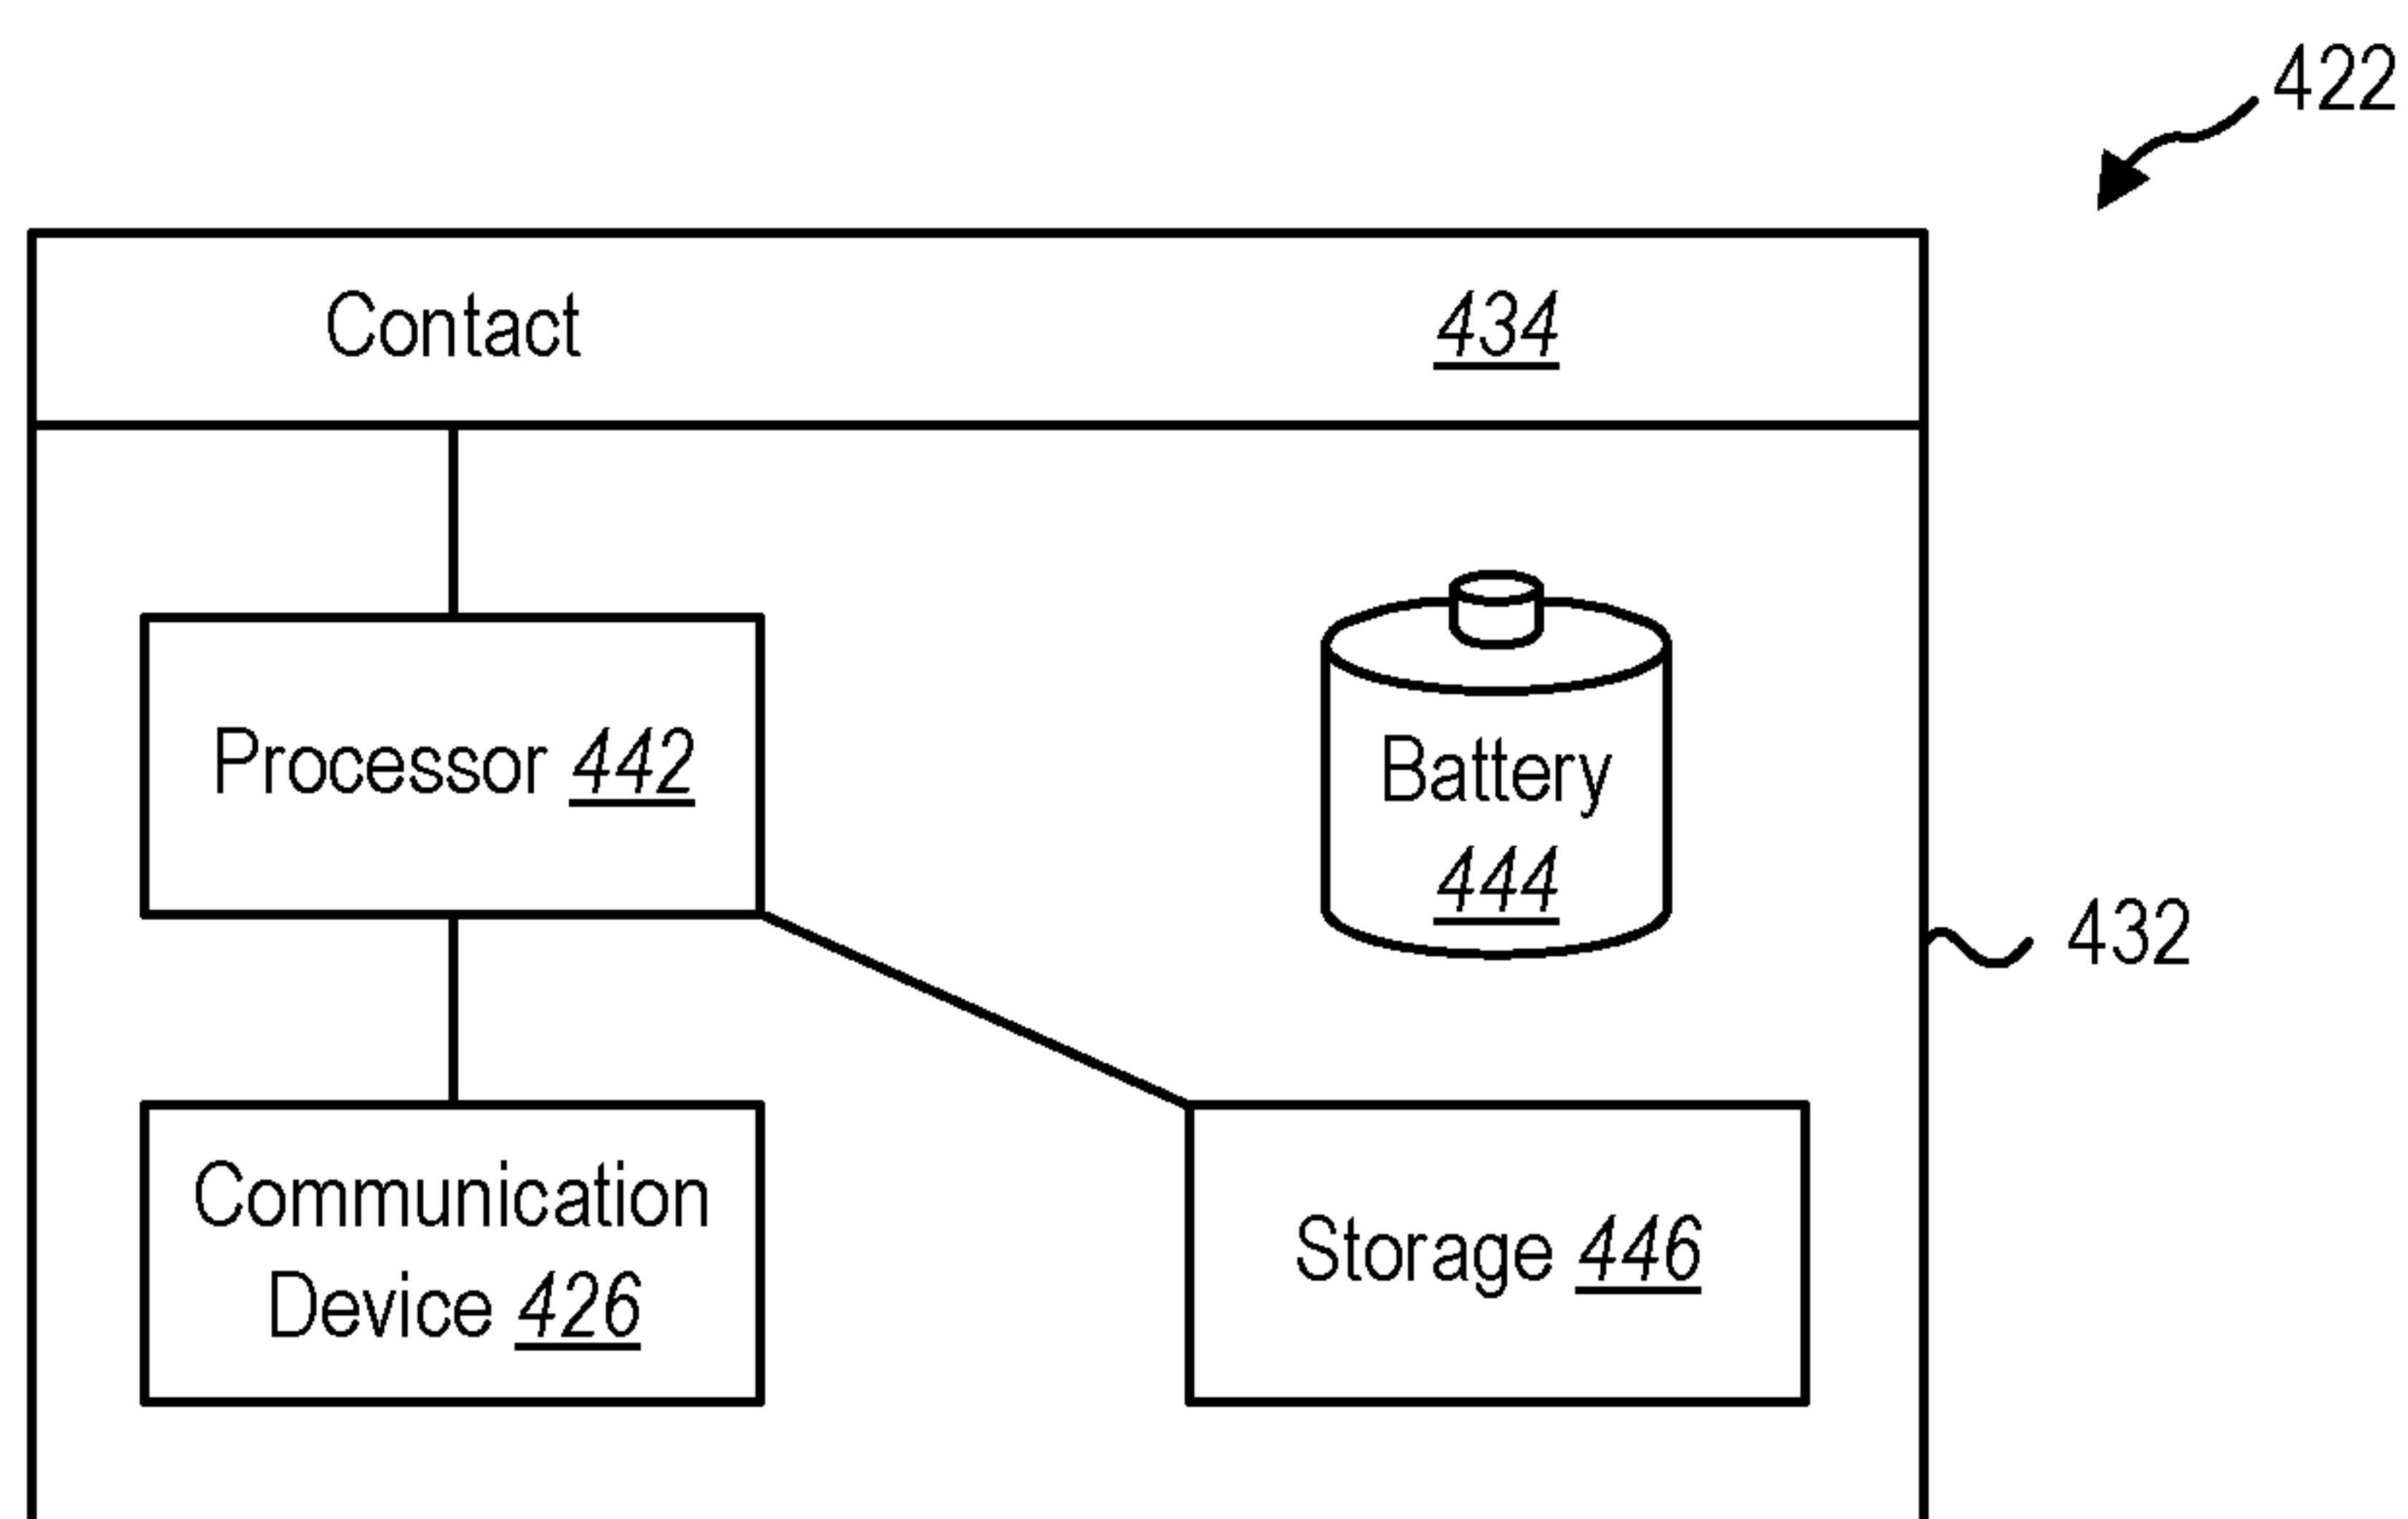 422
Contact 434
Processor 442
Battery
444
432
Communication
Device 426
Storage 446